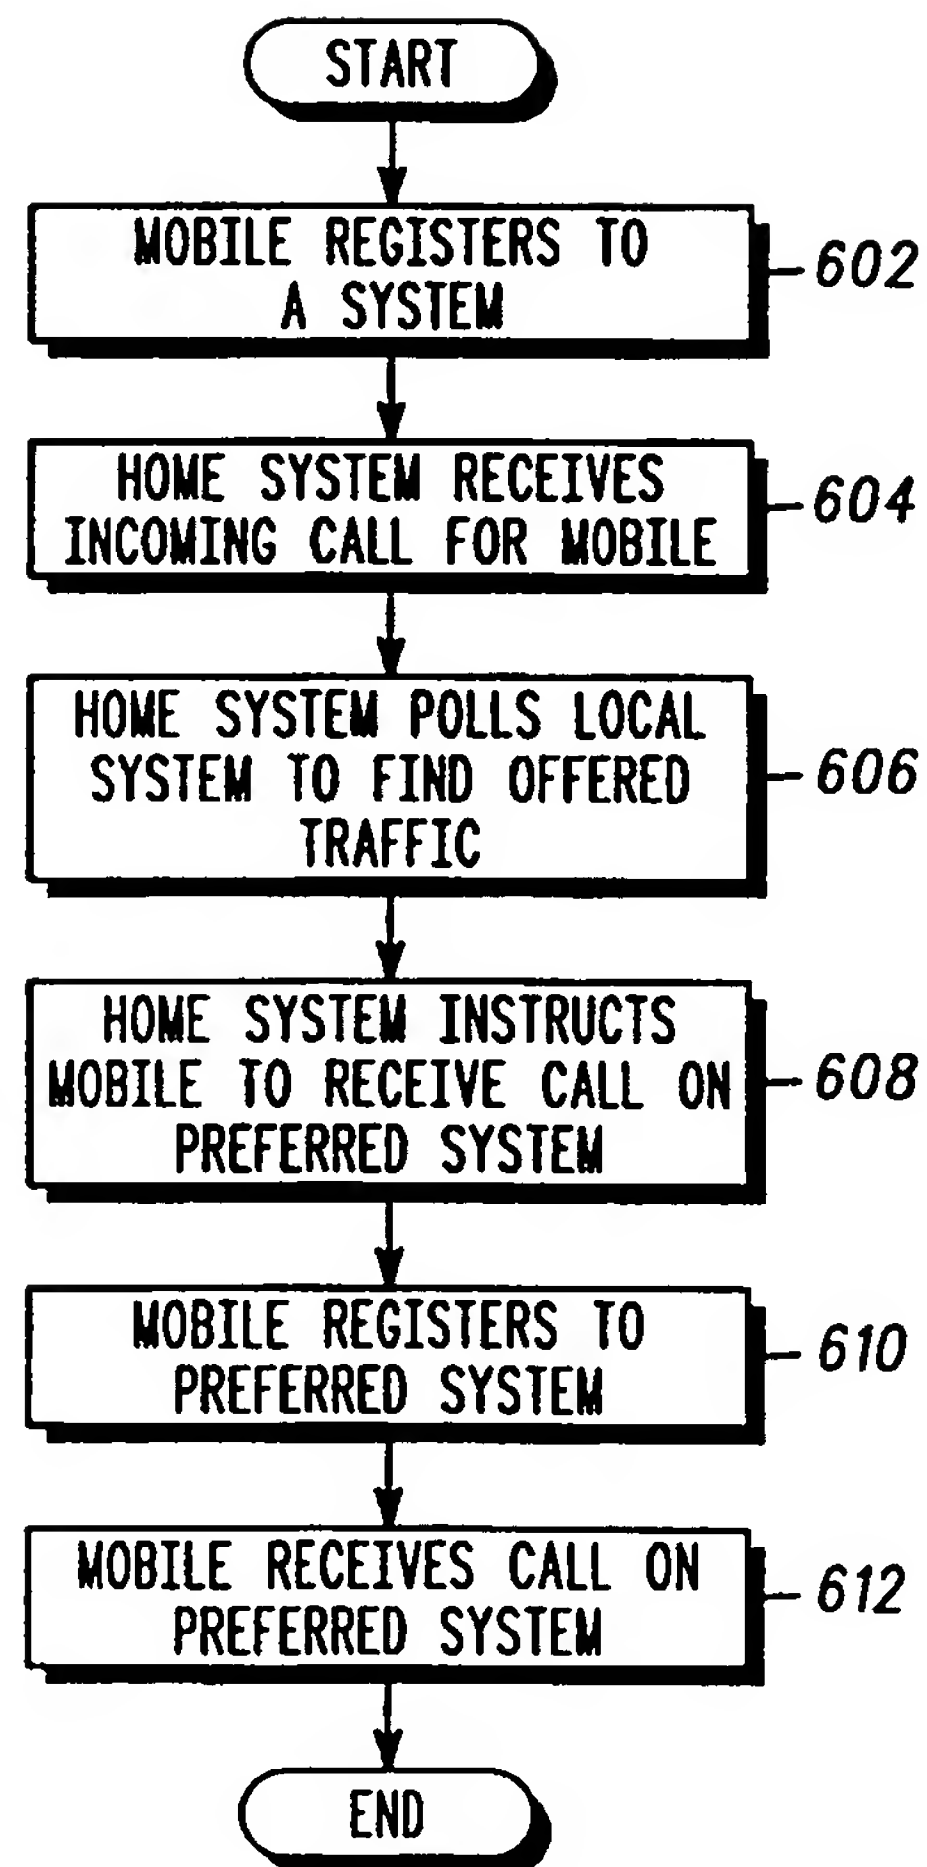 START
MOBILE REGISTERS TO
A SYSTEM
602
HOME SYSTEM RECEIVES
INCOMING CALL FOR MOBILE
604
HOME SYSTEM POLLS LOCAL
SYSTEM TO FIND OFFERED
TRAFFIC
606
HOME SYSTEM INSTRUCTS
MOBILE TO RECEIVE CALL ON
PREFERRED SYSTEM
608
MOBILE REGISTERS TO
PREFERRED SYSTEM
610
MOBILE RECEIVES CALL ON
PREFERRED SYSTEM
612
END